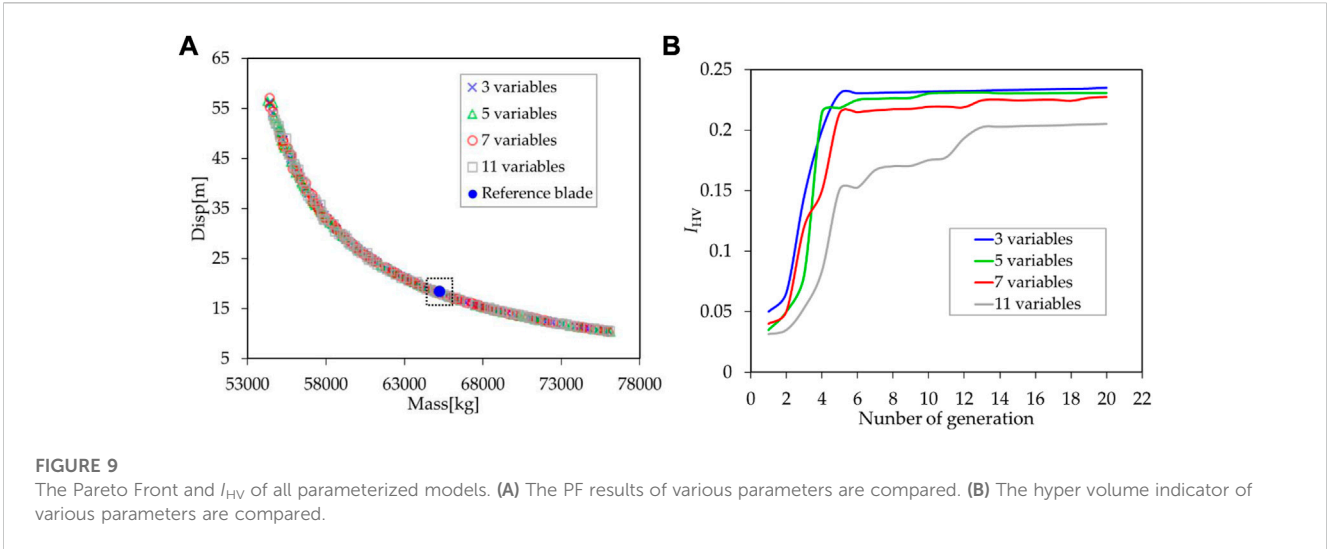 A
65
55
45
35
25
15
5
Disp[m]
53000 58000 63000 68000 73000 78000
Mass[kg]
3 variables
5 variables
7 variables
11 variables
Reference blade
B
0.25
0.2
0.15
0.1
0.05
0
I_HV
0 2 4 6 8 10 12 14 16 18 20 22
Nunber of generation
3 variables
5 variables
7 variables
11 variables
FIGURE 9
The Pareto Front and I_HV of all parameterized models. (A) The PF results of various parameters are compared. (B) The hyper volume indicator of
various parameters are compared.